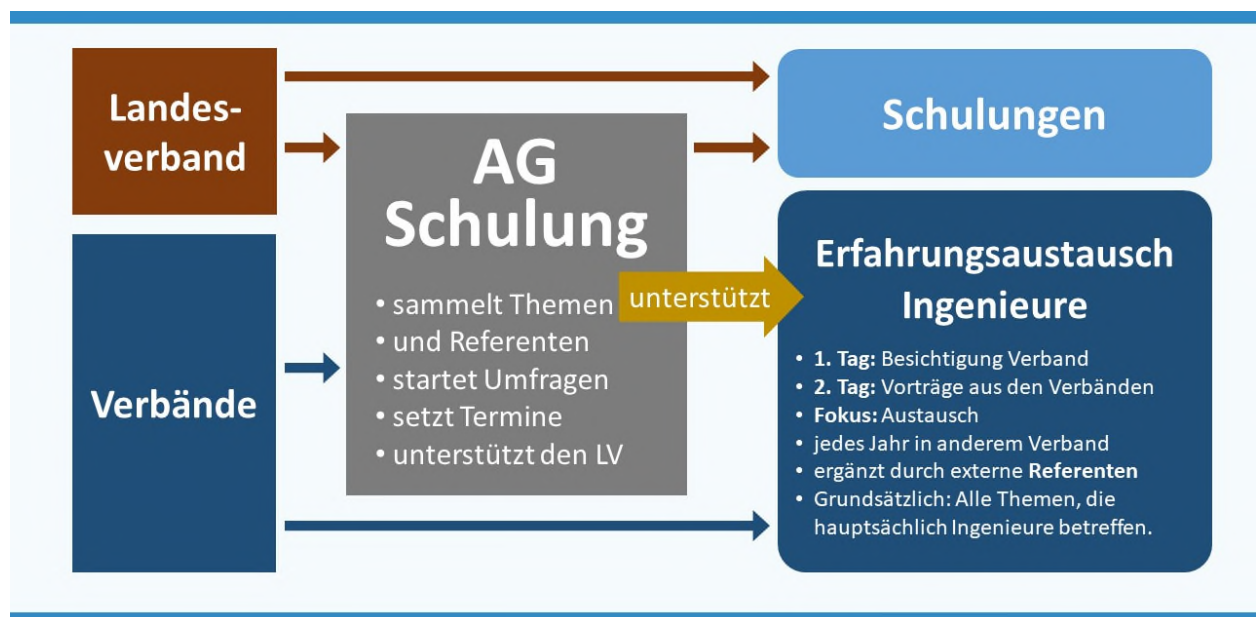 Landes-
verband
Verbände
AG
Schulung
• sammelt Themen
• und Referenten
• startet Umfragen
• setzt Termine
• unterstützt den LV
unterstützt
Schulungen
Erfahrungsaustausch
Ingenieure
• 1. Tag: Besichtigung Verband
• 2. Tag: Vorträge aus den Verbänden
• Fokus: Austausch
• jedes Jahr in anderem Verband
• ergänzt durch externe Referenten
• Grundsätzlich: Alle Themen, die
hauptsächlich Ingenieure betreffen.